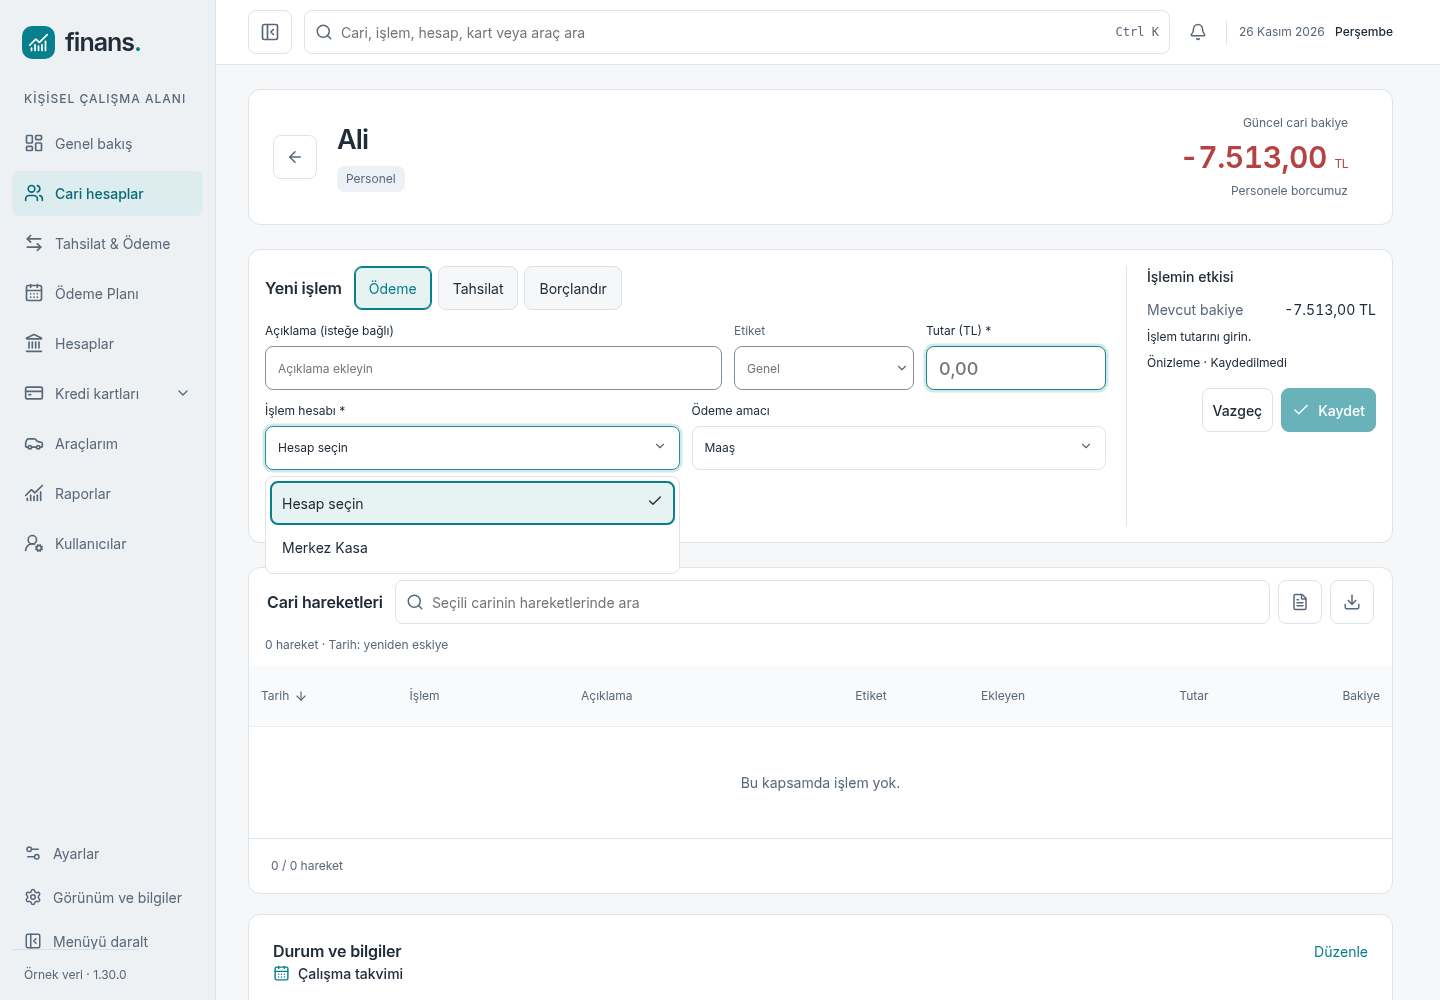 finans.
KİŞİSEL ÇALIŞMA ALANI
Genel bakış
Cari hesaplar
Tahsilat & Ödeme
Ödeme Planı
Hesaplar
Kredi kartları
Araçlarım
Raporlar
Kullanıcılar
Ayarlar
Görünüm ve bilgiler
Menüyü daralt
Örnek veri · 1.30.0
Cari, işlem, hesap, kart veya araç ara
Ctrl K
26 Kasım 2026 Perşembe
Ali
Personel
Güncel cari bakiye
-7.513,00 TL
Personele borcumuz
Yeni işlem
Ödeme
Tahsilat
Borçlandır
Açıklama (isteğe bağlı)
Etiket
Tutar (TL) *
Açıklama ekleyin
Genel
0,00
İşlem hesabı *
Ödeme amacı
Hesap seçin
Maaş
Hesap seçin
Merkez Kasa
İşlemin etkisi
Mevcut bakiye -7.513,00 TL
İşlem tutarını girin.
Önizleme · Kaydedilmedi
Vazgeç
Kaydet
Cari hareketleri
Seçili carinin hareketlerinde ara
0 hareket · Tarih: yeniden eskiye
Tarih İşlem Açıklama Etiket Ekleyen Tutar Bakiye
Bu kapsamda işlem yok.
0 / 0 hareket
Durum ve bilgiler
Düzenle
Çalışma takvimi